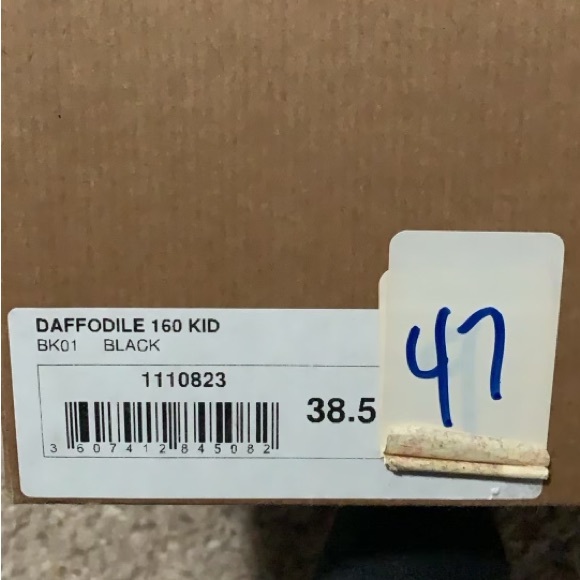 DAFFODILE 160 KID
BK01 BLACK
1110823
38.5
3 607412 845082
47